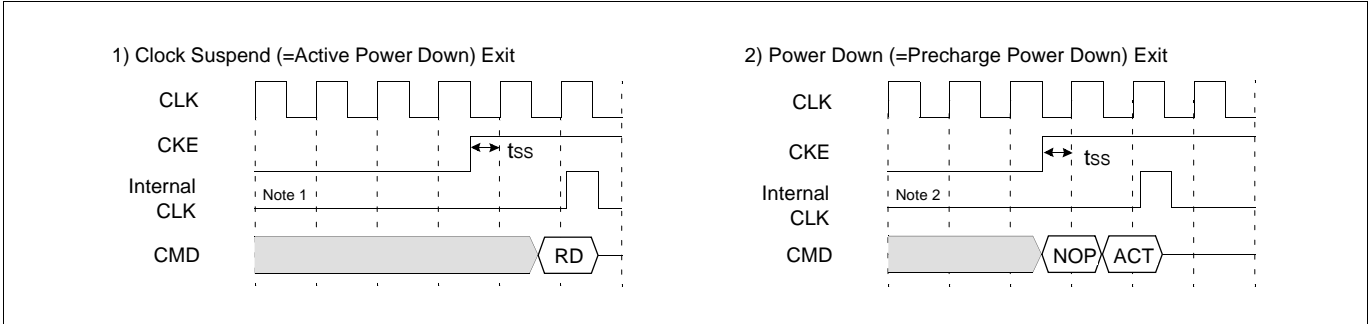 1) Clock Suspend (=Active Power Down) Exit
CLK
CKE
tSS
Internal
CLK
Note 1
CMD
RD
2) Power Down (=Precharge Power Down) Exit
CLK
CKE
tSS
Internal
CLK
Note 2
CMD
NOP
ACT